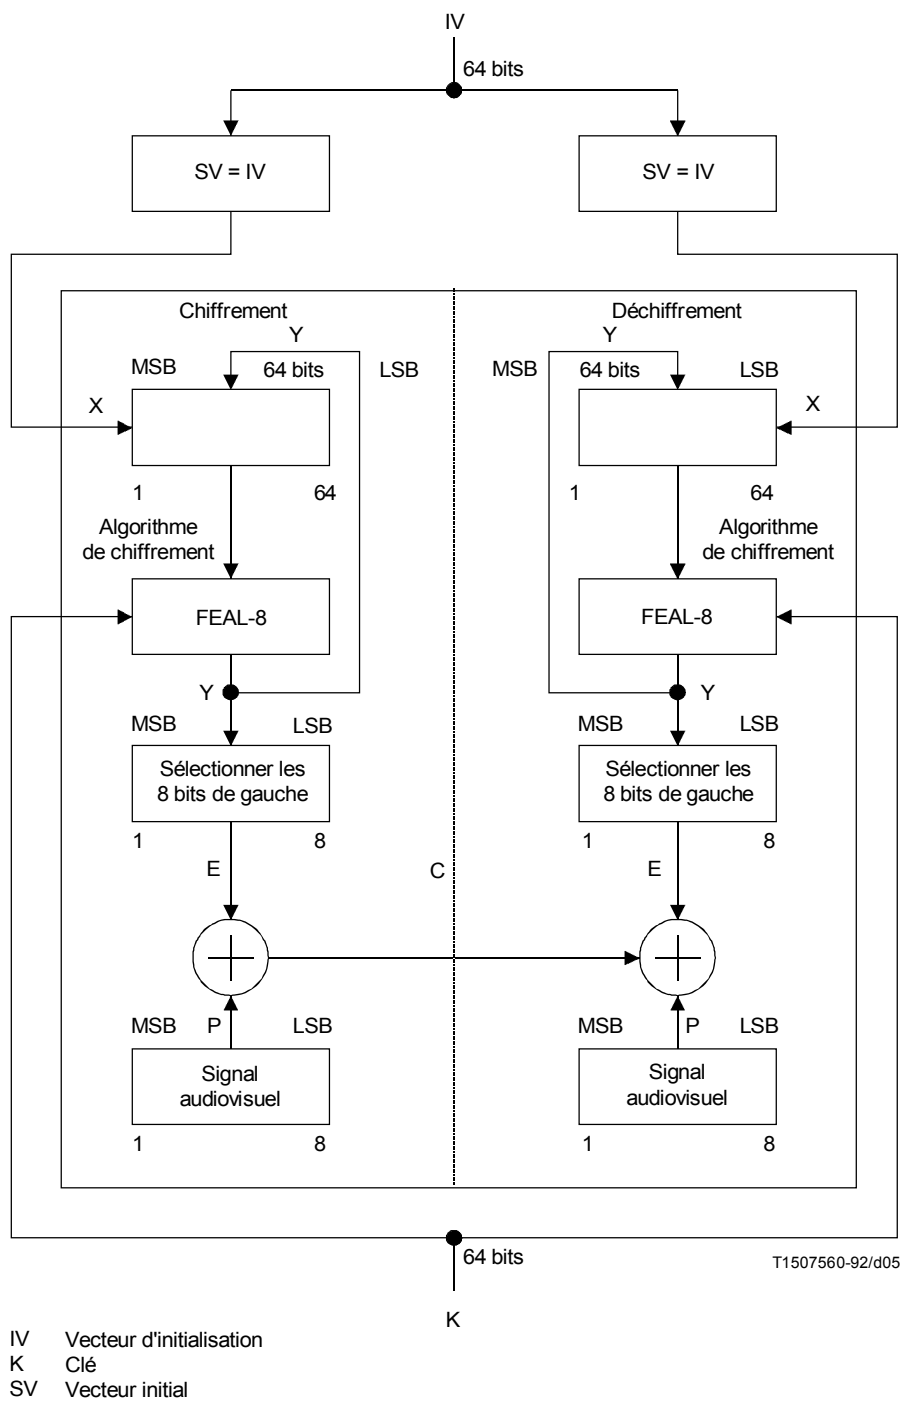 IV
64 bits
SV = IV
SV = IV
Chiffrement
Déchiffrement
Y
Y
MSB
64 bits
LSB
MSB
64 bits
LSB
X
X
1
64
1
64
Algorithme
de chiffrement
Algorithme
de chiffrement
FEAL-8
FEAL-8
Y
Y
MSB
LSB
MSB
LSB
Sélectionner les
8 bits de gauche
Sélectionner les
8 bits de gauche
1
8
1
8
E
C
E
MSB
P
LSB
MSB
P
LSB
Signal
audiovisuel
Signal
audiovisuel
1
8
1
8
64 bits
T1507560-92/d05
K
IV Vecteur d'initialisation
K Clé
SV Vecteur initial